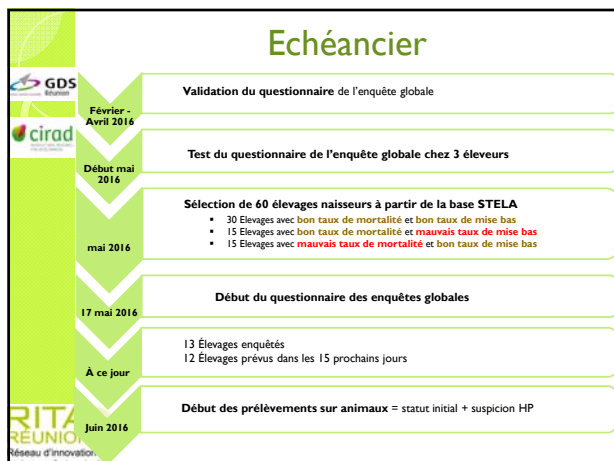 Echéancier
GDS
Réunion
cirad
Février -
Avril 2016
Validation du questionnaire de l'enquête globale
Début mai
2016
Test du questionnaire de l'enquête globale chez 3 éleveurs
mai 2016
Sélection de 60 élevages naisseurs à partir de la base STELA
▪ 30 Elevages avec bon taux de mortalité et bon taux de mise bas
▪ 15 Elevages avec bon taux de mortalité et mauvais taux de mise bas
▪ 15 Elevages avec mauvais taux de mortalité et bon taux de mise bas
17 mai 2016
Début du questionnaire des enquêtes globales
À ce jour
13 Élevages enquêtés
12 Élevages prévus dans les 15 prochains jours
Juin 2016
Début des prélèvements sur animaux = statut initial + suspicion HP
RITA
RÉUNION
Réseau d'innovation